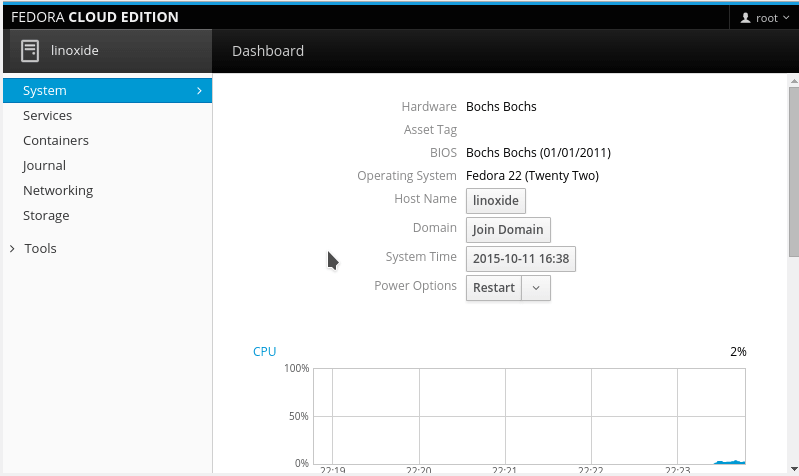 FEDORA CLOUD EDITION
root
linoxide
Dashboard
System
Services
Containers
Journal
Networking
Storage
Tools
Hardware Bochs Bochs
Asset Tag
BIOS Bochs Bochs (01/01/2011)
Operating System Fedora 22 (Twenty Two)
Host Name linoxide
Domain Join Domain
System Time 2015-10-11 16:38
Power Options Restart
CPU 2%
100%
50%
0%
22:19 22:20 22:21 22:22 22:23